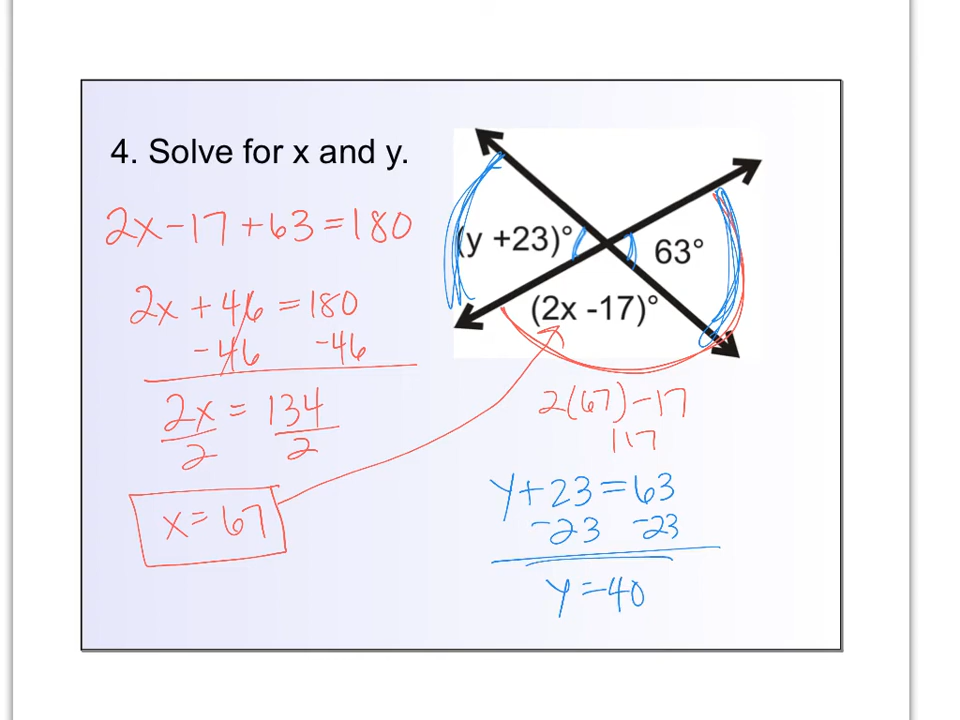 4. Solve for x and y.
2x - 17 + 63 = 180
2x + 46 = 180
- 46 - 46
2x = 134
2 2
x = 67
(y +23)°
63°
(2x -17)°
2(67) - 17
117
y + 23 = 63
- 23 - 23
y = 40